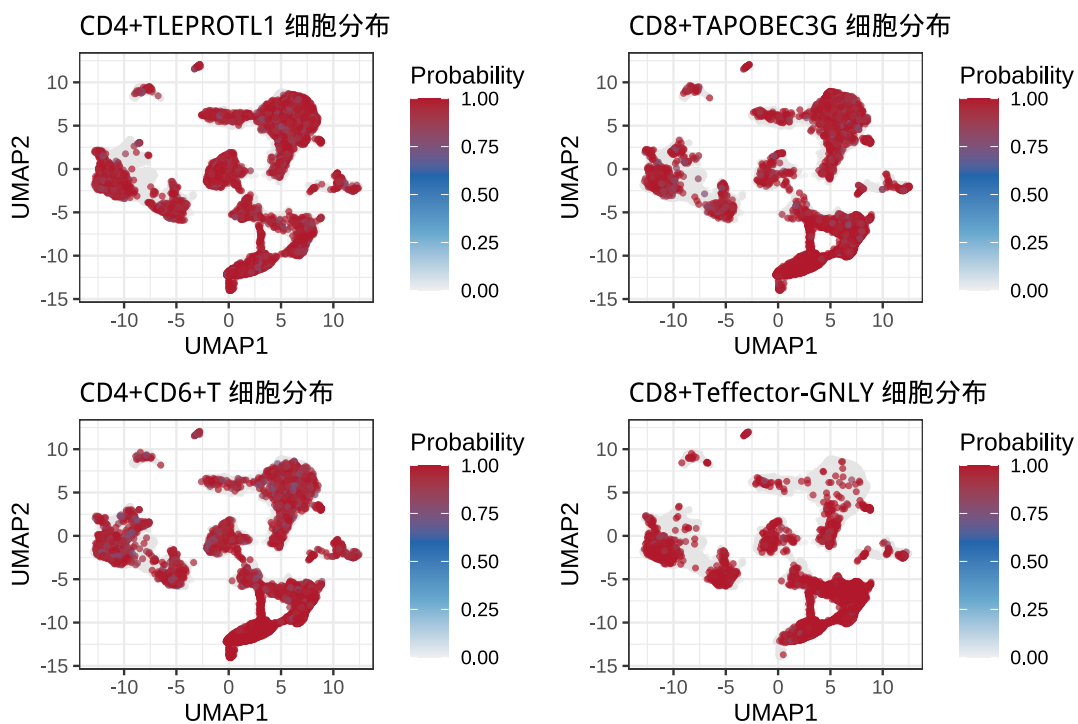 CD4+TLEPROTL1 细胞分布
10
5
0
-5
-10
-15
UMAP2
-10 -5 0 5 10
UMAP1
Probability
1.00
0.75
0.50
0.25
0.00
CD8+TAPOBEC3G 细胞分布
10
5
0
-5
-10
-15
UMAP2
-10 -5 0 5 10
UMAP1
Probability
1.00
0.75
0.50
0.25
0.00
CD4+CD6+T 细胞分布
10
5
0
-5
-10
-15
UMAP2
-10 -5 0 5 10
UMAP1
Probability
1.00
0.75
0.50
0.25
0.00
CD8+Teffector-GNLY 细胞分布
10
5
0
-5
-10
-15
UMAP2
-10 -5 0 5 10
UMAP1
Probability
1.00
0.75
0.50
0.25
0.00